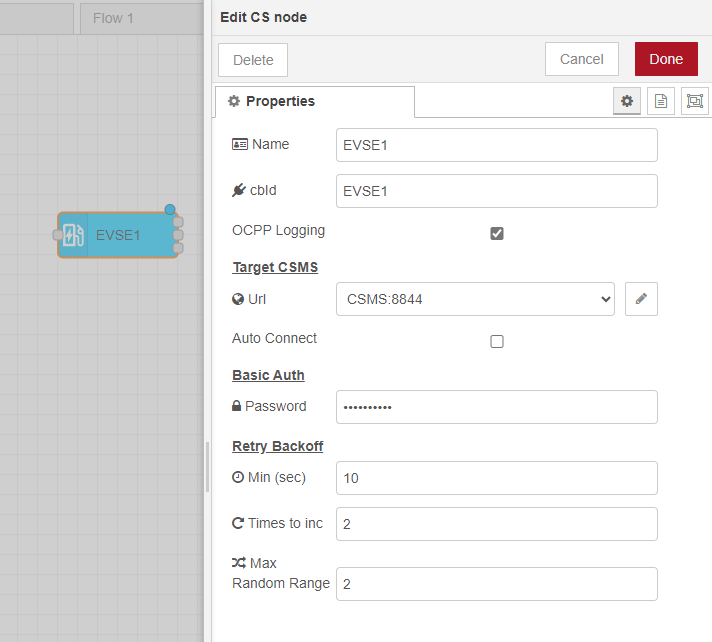 Flow 1
Edit CS node
Delete
Cancel
Done
Properties
Name
EVSE1
cbId
EVSE1
OCPP Logging
Target CSMS
Url
CSMS:8844
Auto Connect
Basic Auth
Password
••••••••••
Retry Backoff
Min (sec)
10
Times to inc
2
Max
Random Range
2
EVSE1